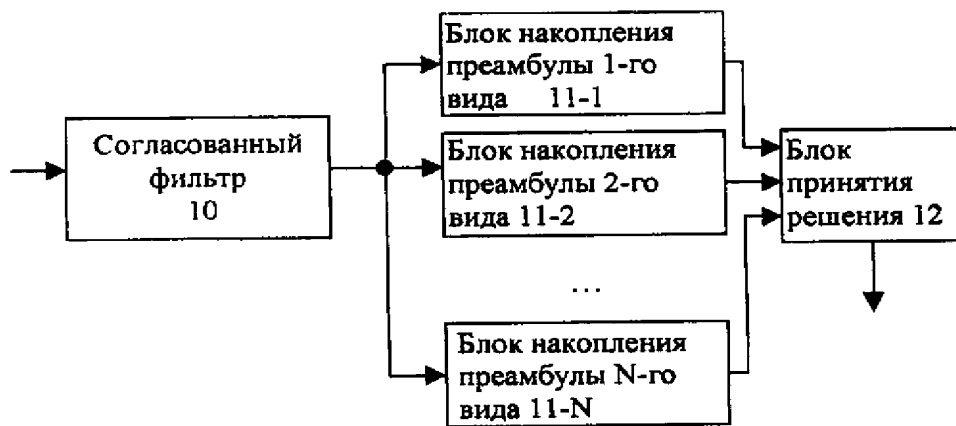 Согласованный
фильтр
10
Блок накопления
преамбулы 1-го
вида 11-1
Блок накопления
преамбулы 2-го
вида 11-2
...
Блок накопления
преамбулы N-го
вида 11-N
Блок
принятия
решения 12